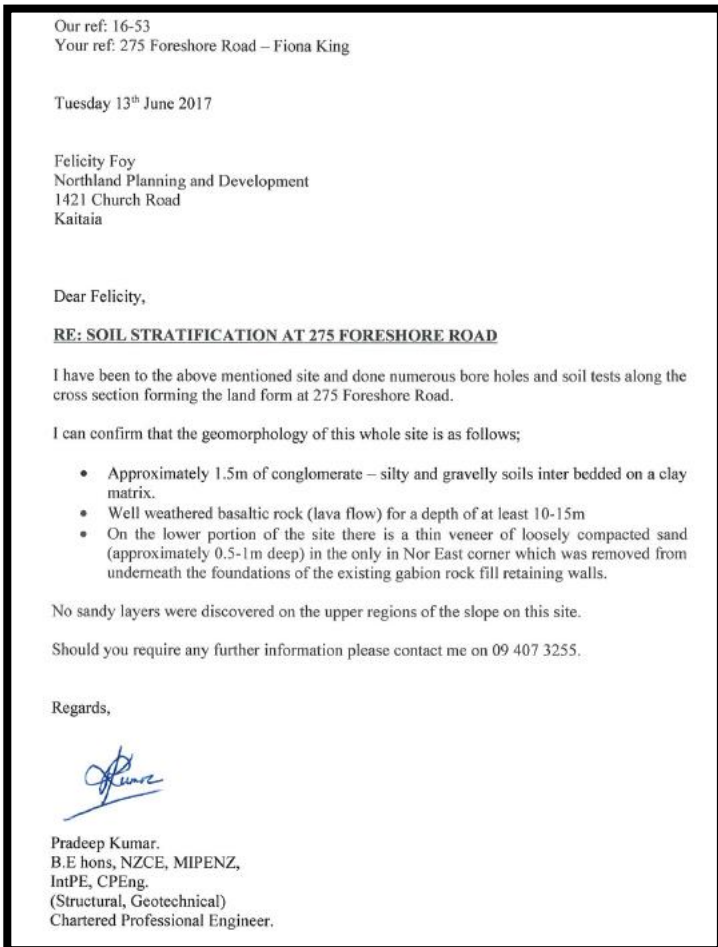 Our ref: 16-53
Your ref: 275 Foreshore Road – Fiona King
Tuesday 13th June 2017
Felicity Foy
Northland Planning and Development
1421 Church Road
Kaitaia
Dear Felicity,
RE: SOIL STRATIFICATION AT 275 FORESHORE ROAD
I have been to the above mentioned site and done numerous bore holes and soil tests along the
cross section forming the land form at 275 Foreshore Road.
I can confirm that the geomorphology of this whole site is as follows;
• Approximately 1.5m of conglomerate – silty and gravelly soils inter bedded on a clay
matrix.
• Well weathered basaltic rock (lava flow) for a depth of at least 10-15m
• On the lower portion of the site there is a thin veneer of loosely compacted sand
(approximately 0.5-1m deep) in the only in Nor East corner which was removed from
underneath the foundations of the existing gabion rock fill retaining walls.
No sandy layers were discovered on the upper regions of the slope on this site.
Should you require any further information please contact me on 09 407 3255.
Regards,
Pradeep Kumar.
B.E hons, NZCE, MIPENZ,
IntPE, CPEng.
(Structural, Geotechnical)
Chartered Professional Engineer.